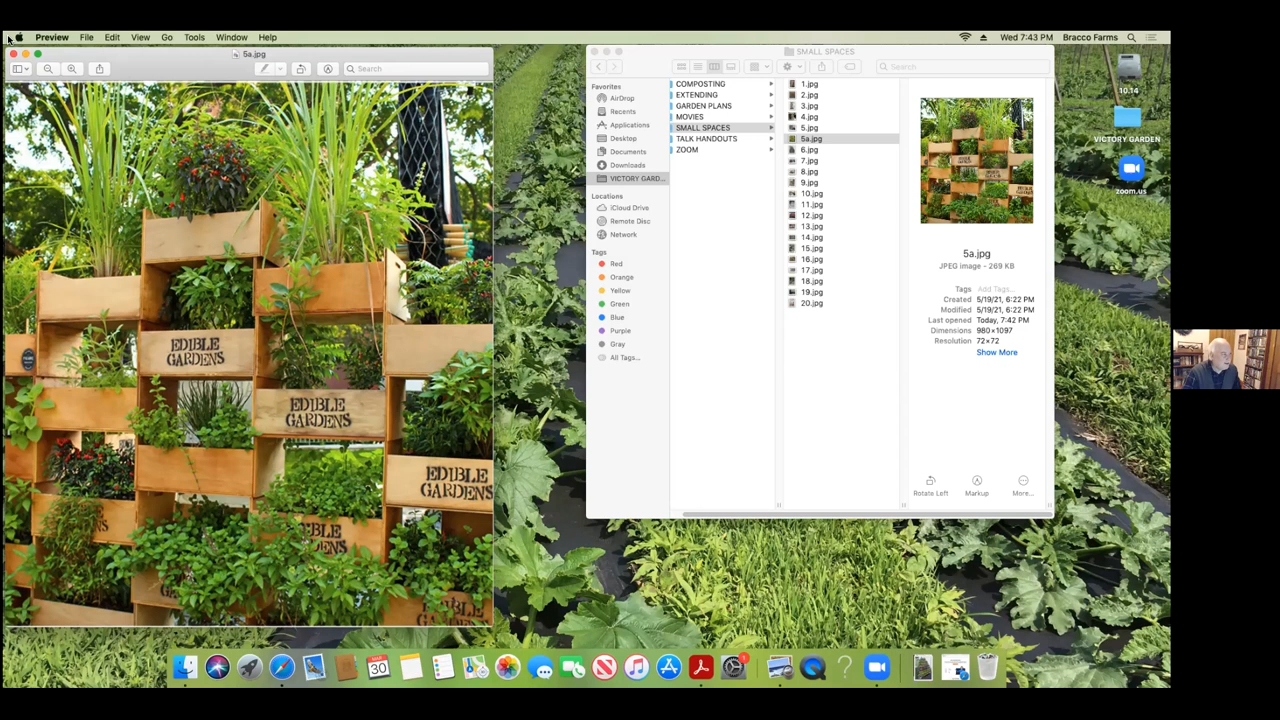 Preview File Edit View Go Tools Window Help
Wed 7:43 PM Bracco Farms
5a.jpg
Search
EDIBLE
GARDENS
EDIBLE
GARDENS
EDIBLE
GARDENS
EDIBLE
GARDENS
SMALL SPACES
Search
Favorites
AirDrop
Recents
Applications
Desktop
Documents
Downloads
VICTORY GARD...
Locations
iCloud Drive
Remote Disc
Network
Tags
Red
Orange
Yellow
Green
Blue
Purple
Gray
All Tags...
COMPOSTING
EXTENDING
GARDEN PLANS
MOVIES
SMALL SPACES
TALK HANDOUTS
ZOOM
1.jpg
2.jpg
3.jpg
4.jpg
5.jpg
5a.jpg
6.jpg
7.jpg
8.jpg
9.jpg
10.jpg
11.jpg
12.jpg
13.jpg
14.jpg
15.jpg
16.jpg
17.jpg
18.jpg
19.jpg
20.jpg
5a.jpg
JPEG image - 269 KB
Tags Add Tags...
Created 5/19/21, 6:22 PM
Modified 5/19/21, 6:22 PM
Last opened Today, 7:42 PM
Dimensions 980×1097
Resolution 72×72
Show More
Rotate Left Markup More...
10.14
VICTORY GARDEN
zoom.us
30